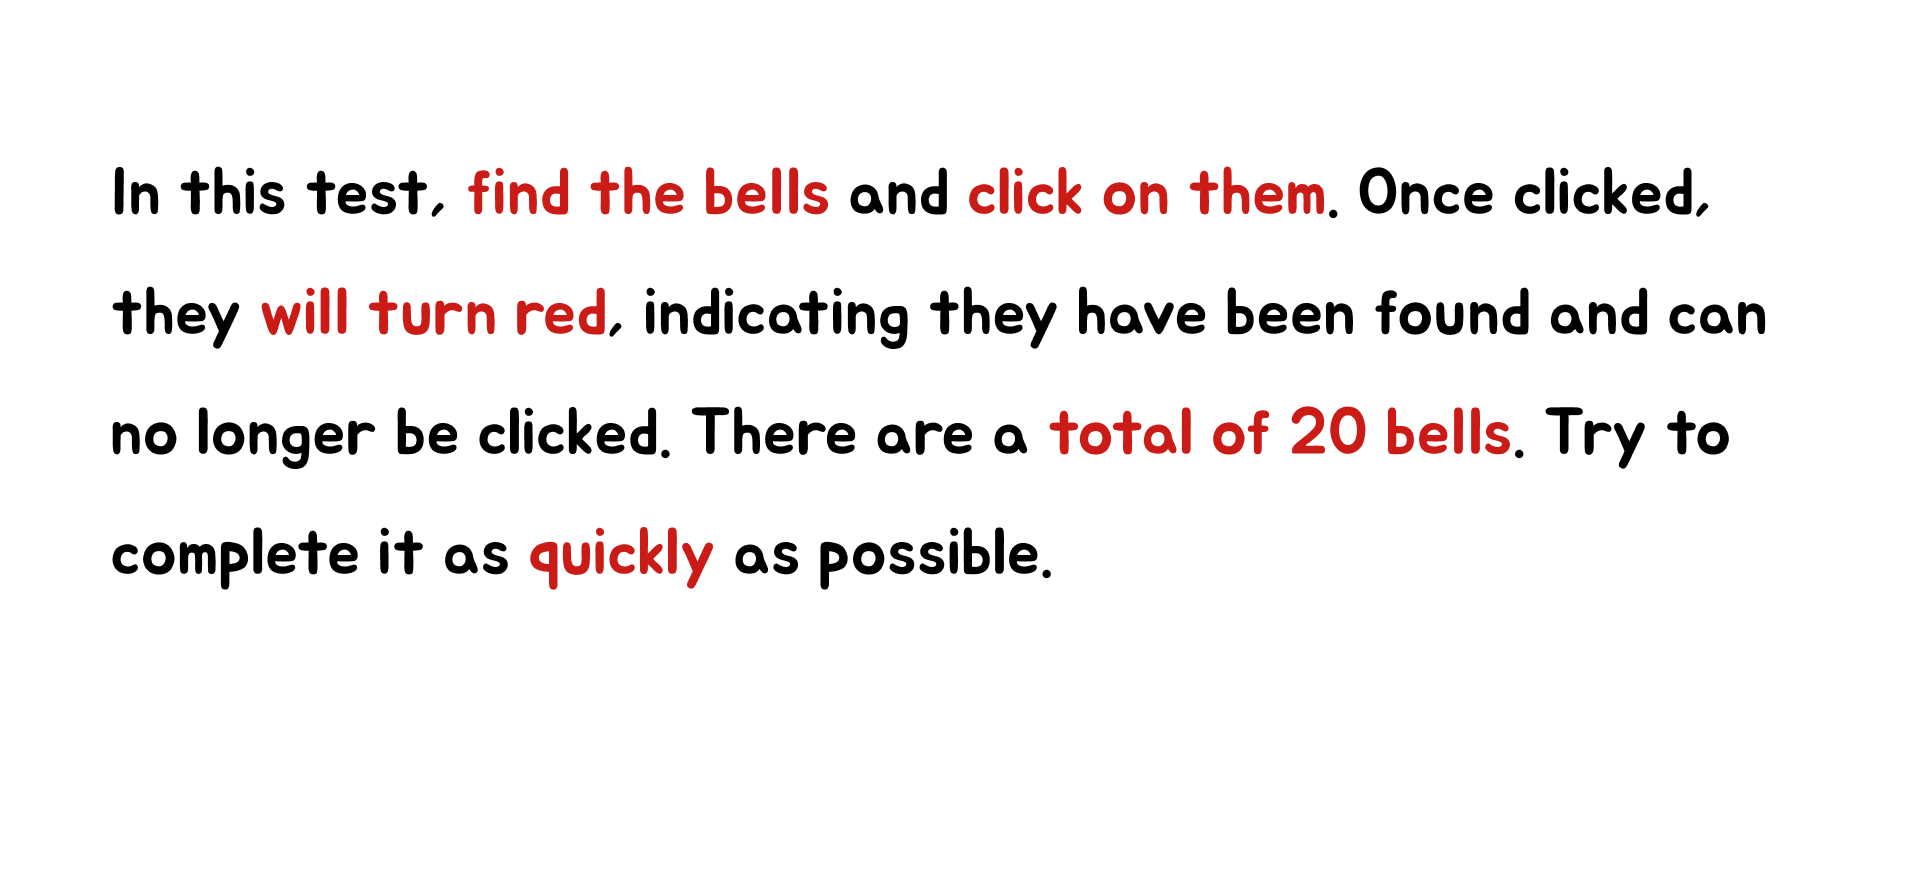 In this test, find the bells and click on them. Once clicked,
they will turn red, indicating they have been found and can
no longer be clicked. There are a total of 20 bells. Try to
complete it as quickly as possible.